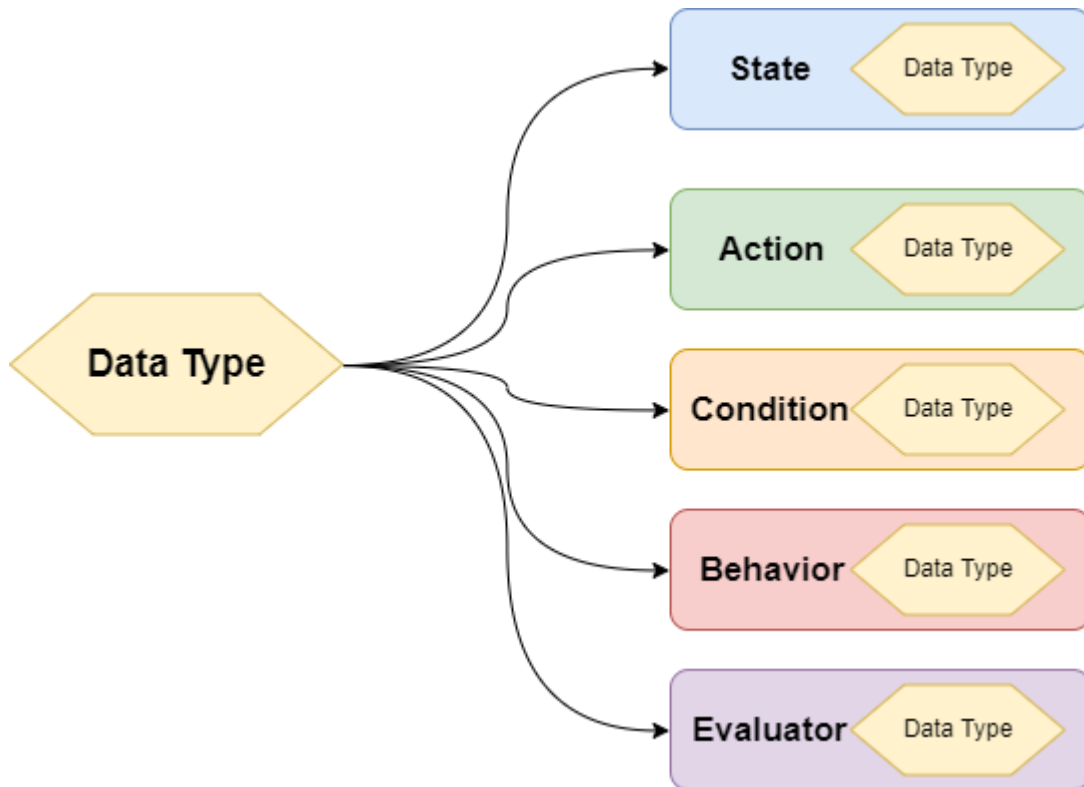 State
Data Type
Action
Data Type
Data Type
Condition
Data Type
Behavior
Data Type
Evaluator
Data Type